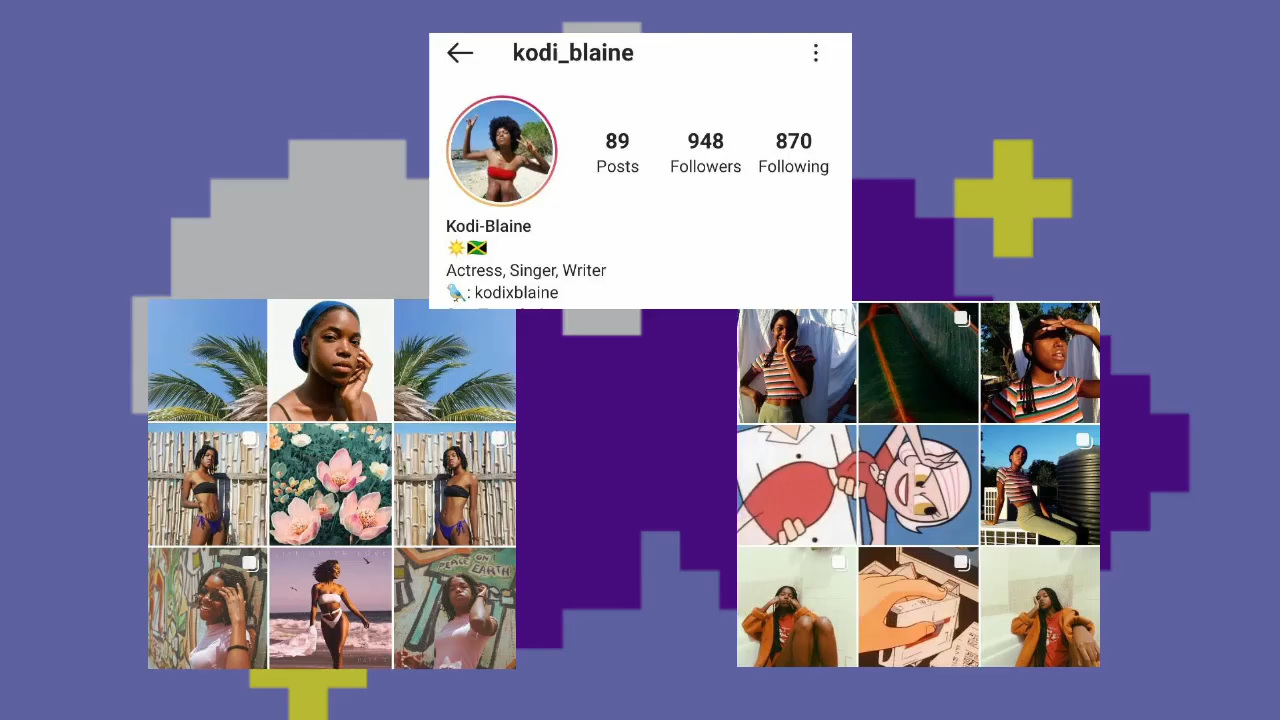 kodi_blaine
89
948
870
Posts
Followers
Following
Kodi-Blaine
Actress, Singer, Writer
: kodixblaine
PEACE ON
EARTH